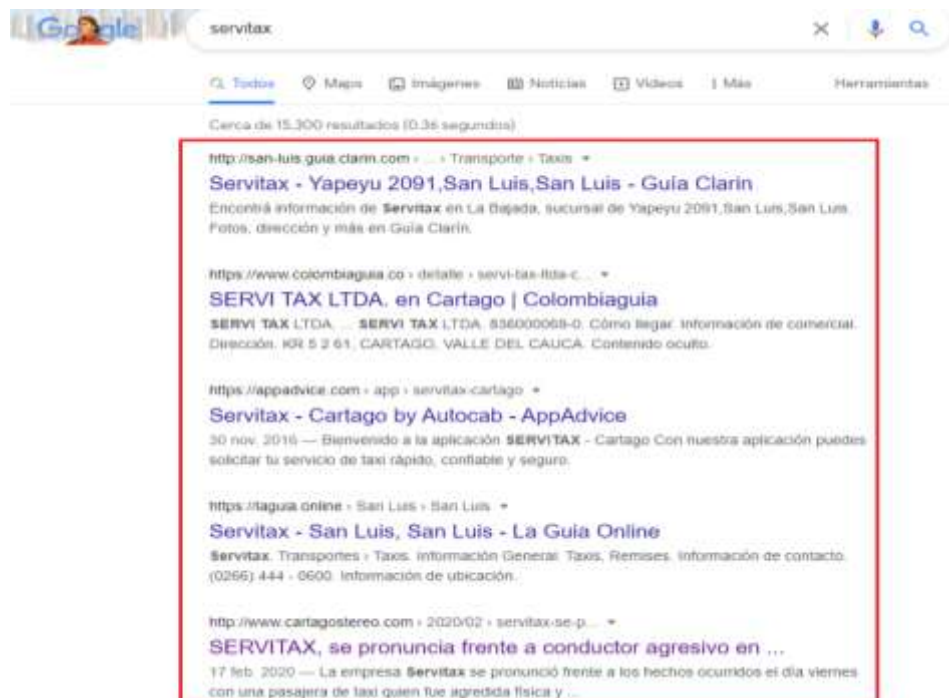 Google
servitax
Todos Maps Imágenes Noticias Videos Más Herramientas
Cerca de 15.300 resultados (0.36 segundos)
http://san-luis.guia.clarin.com › ... › Transporte › Taxis
Servitax - Yapeyu 2091,San Luis,San Luis - Guía Clarin
Encontrá información de Servitax en La Bajada, sucursal de Yapeyu 2091,San Luis,San Luis.
Fotos, dirección y más en Guía Clarín.
https://www.colombiaguia.co › detalle › servi-tax-ltda-c...
SERVI TAX LTDA. en Cartago | Colombiaguia
SERVI TAX LTDA. ... SERVI TAX LTDA. 836000068-0. Cómo llegar. Información de comercial.
Dirección. KR 5 2 61, CARTAGO, VALLE DEL CAUCA. Contenido oculto.
https://appadvice.com › app › servitax-cartago
Servitax - Cartago by Autocab - AppAdvice
30 nov. 2016 — Bienvenido a la aplicación SERVITAX - Cartago Con nuestra aplicación puedes
solicitar tu servicio de taxi rápido, confiable y seguro.
https://laguia.online › San Luis › San Luis
Servitax - San Luis, San Luis - La Guia Online
Servitax. Transportes › Taxis. Información General. Taxis, Remises. Información de contacto.
(0266) 444 - 0600. Información de ubicación.
http://www.cartagostereo.com › 2020/02 › servitax-se-p...
SERVITAX, se pronuncia frente a conductor agresivo en ...
17 feb. 2020 — La empresa Servitax se pronunció frente a los hechos ocurridos el día viernes
con una pasajera de taxi quien fue agredida física y ...